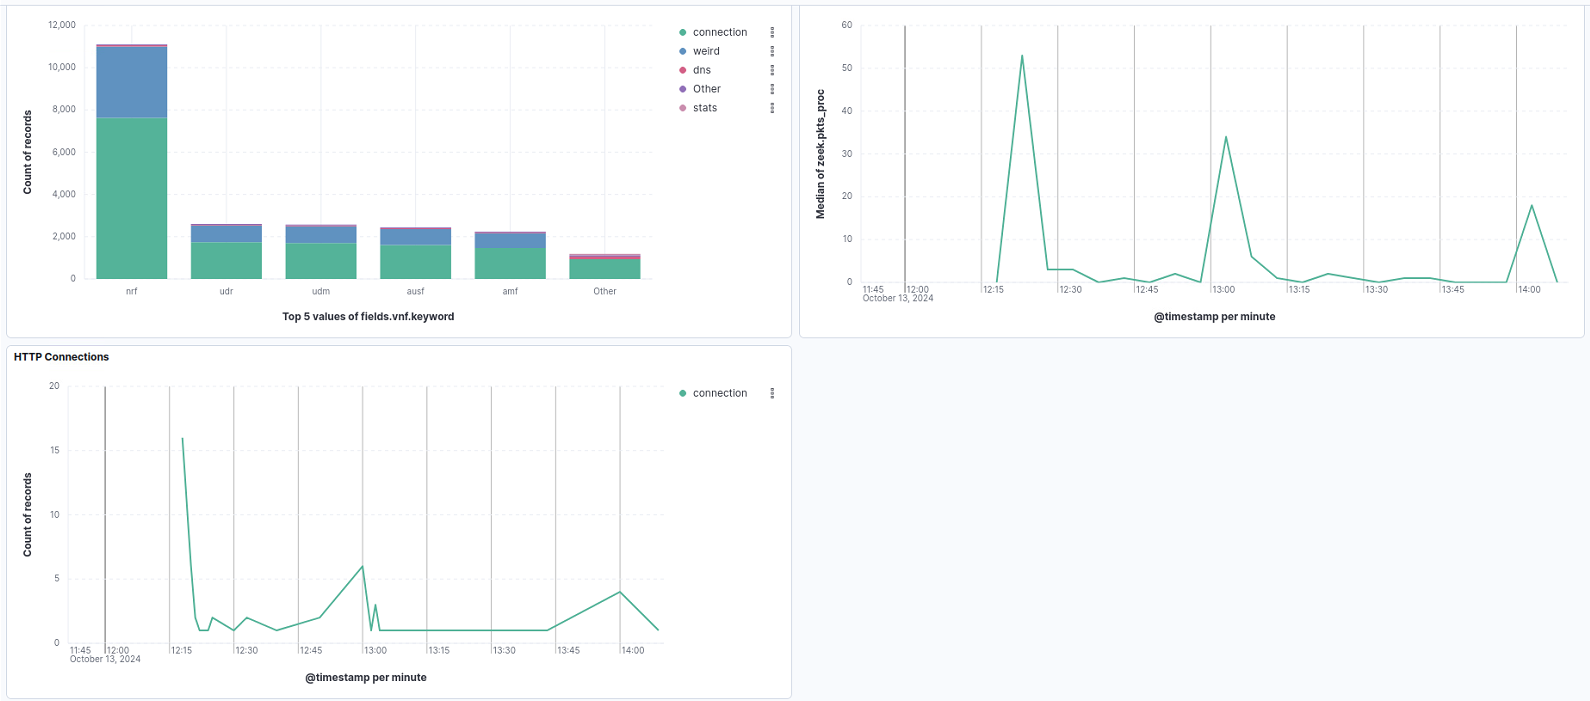 12,000
10,000
8,000
6,000
4,000
2,000
0
Count of records
nrf
udr
udm
ausf
amf
Other
Top 5 values of fields.vnf.keyword
connection
weird
dns
Other
stats
60
50
40
30
20
10
0
Median of zeek.pkts_proc
11:45 12:00 12:15 12:30 12:45 13:00 13:15 13:30 13:45 14:00
October 13, 2024
@timestamp per minute
HTTP Connections
20
15
10
5
0
Count of records
11:45 12:00 12:15 12:30 12:45 13:00 13:15 13:30 13:45 14:00
October 13, 2024
@timestamp per minute
connection